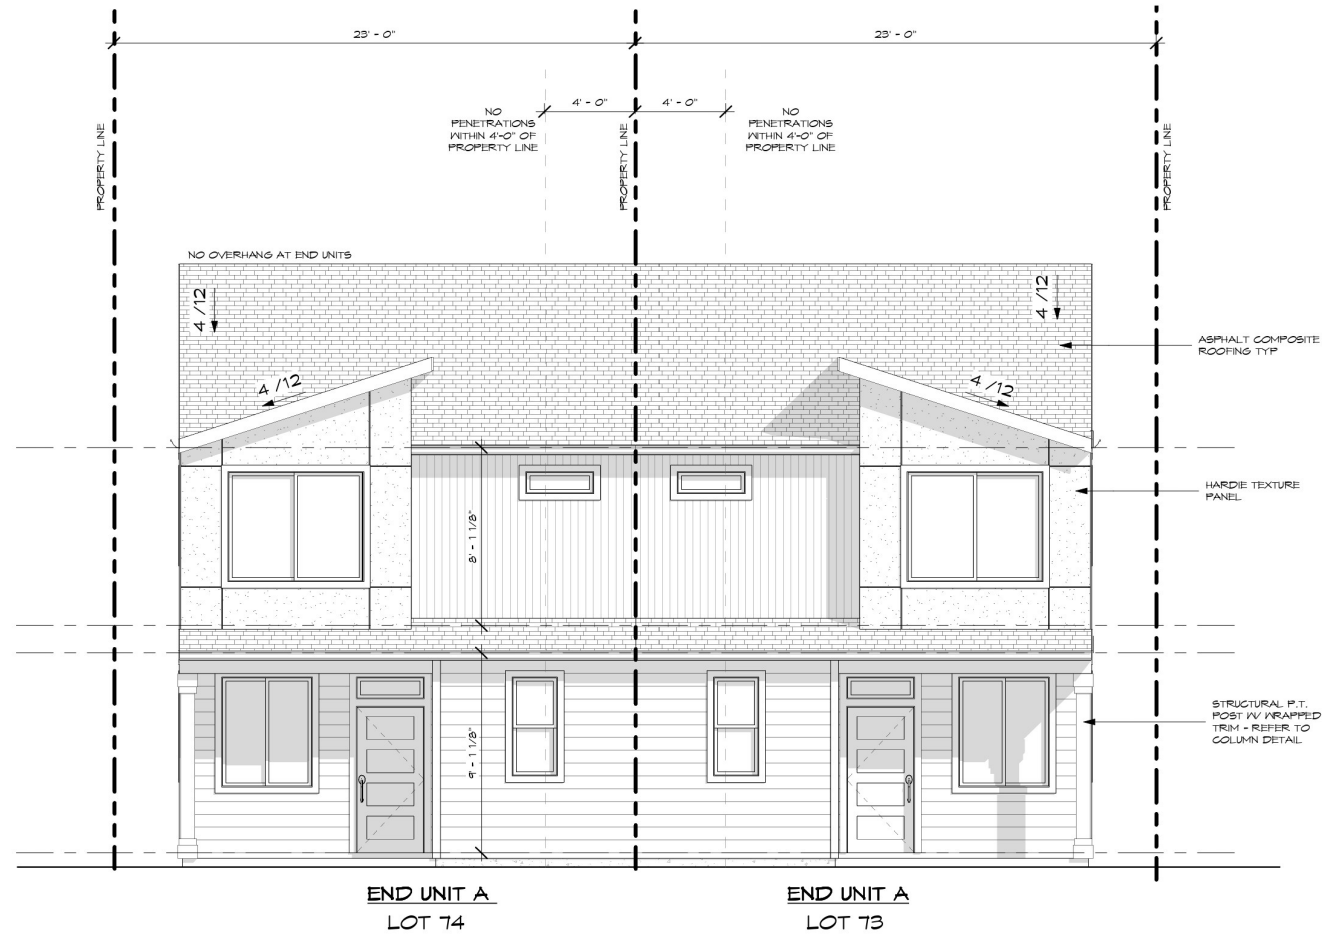 23' - 0"
23' - 0"
4' - 0"
4' - 0"
NO
PENETRATIONS
WITHIN 4'-0" OF
PROPERTY LINE
NO
PENETRATIONS
WITHIN 4'-0" OF
PROPERTY LINE
PROPERTY LINE
PROPERTY LINE
PROPERTY LINE
NO OVERHANG AT END UNITS
4 /12
4 /12
ASPHALT COMPOSITE
ROOFING TYP
4 /12
4 /12
HARDIE TEXTURE
PANEL
8' - 1 1/8"
STRUCTURAL P.T.
POST W/ WRAPPED
TRIM - REFER TO
COLUMN DETAIL
9' - 1 1/8"
END UNIT A
LOT 74
END UNIT A
LOT 73